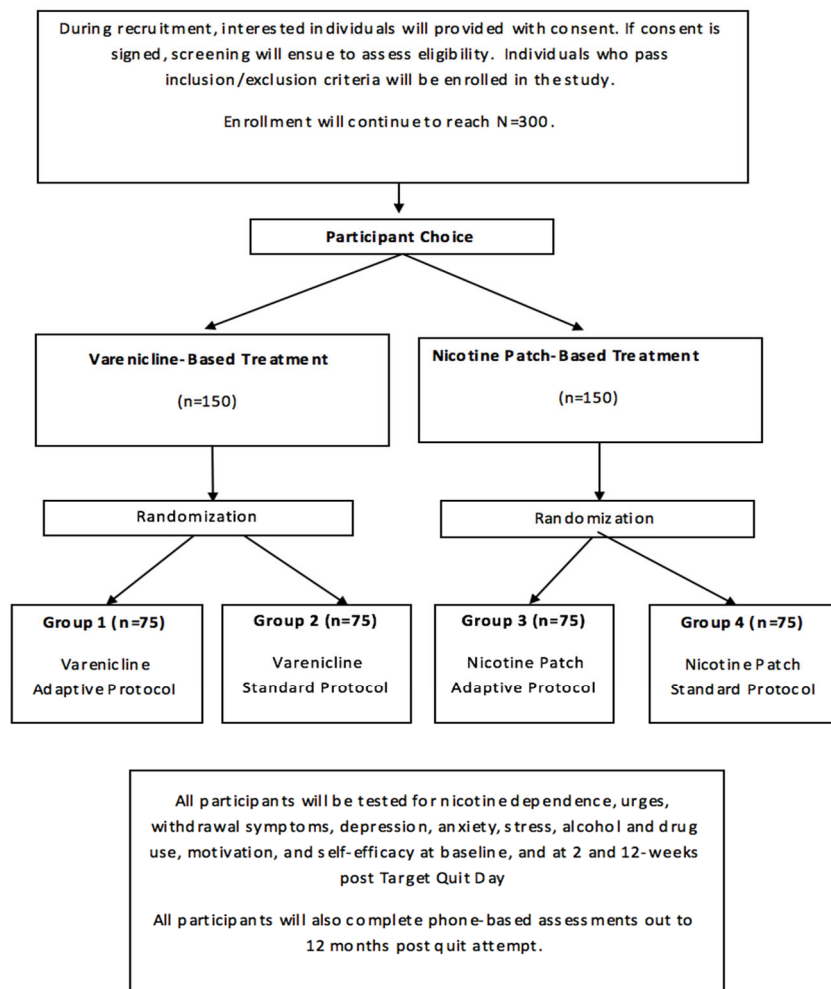 During recruitment, interested individuals will provided with consent. If consent is
signed, screening will ensue to assess eligibility. Individuals who pass
inclusion/exclusion criteria will be enrolled in the study.
Enrollment will continue to reach N=300.
Participant Choice
Varenicline-Based Treatment
(n=150)
Nicotine Patch-Based Treatment
(n=150)
Randomization
Randomization
Group 1 (n=75)
Varenicline
Adaptive Protocol
Group 2 (n=75)
Varenicline
Standard Protocol
Group 3 (n=75)
Nicotine Patch
Adaptive Protocol
Group 4 (n=75)
Nicotine Patch
Standard Protocol
All participants will be tested for nicotine dependence, urges,
withdrawal symptoms, depression, anxiety, stress, alcohol and drug
use, motivation, and self-efficacy at baseline, and at 2 and 12-weeks
post Target Quit Day
All participants will also complete phone-based assessments out to
12 months post quit attempt.